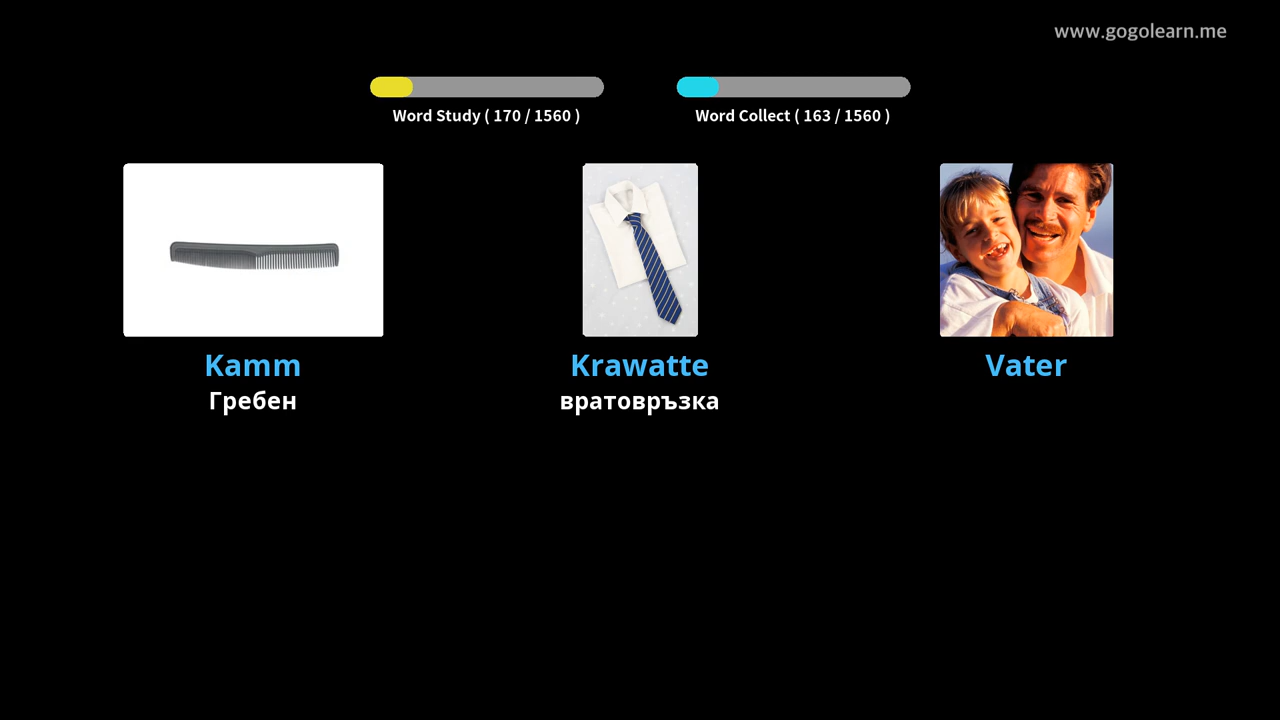 www.gogolearn.me
Word Study ( 170 / 1560 )
Word Collect ( 163 / 1560 )
Kamm
Гребен
Krawatte
вратовръзка
Vater